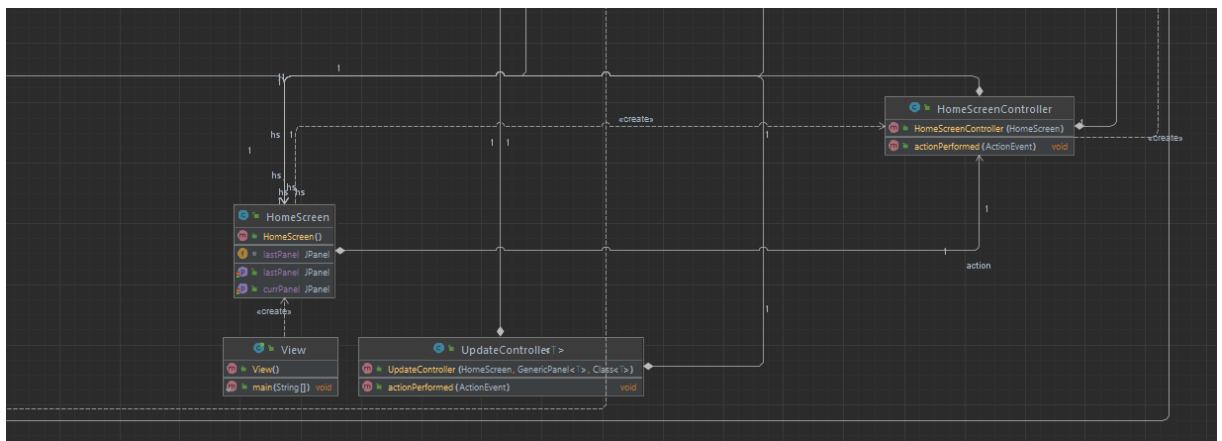 1
HomeScreenController
HomeScreenController(HomeScreen)
1
actionPerformed(ActionEvent) void
«create»
«create»
hs
1
1
1
1
1
hs
hs
hs
hs
1
HomeScreen
HomeScreen()
lastPanel JPanel
lastPanel JPanel
currPanel JPanel
1
action
«create»
1
View
View()
main(String[]) void
UpdateController<T>
UpdateController(HomeScreen, GenericPanel<T>, Class<T>)
actionPerformed(ActionEvent) void